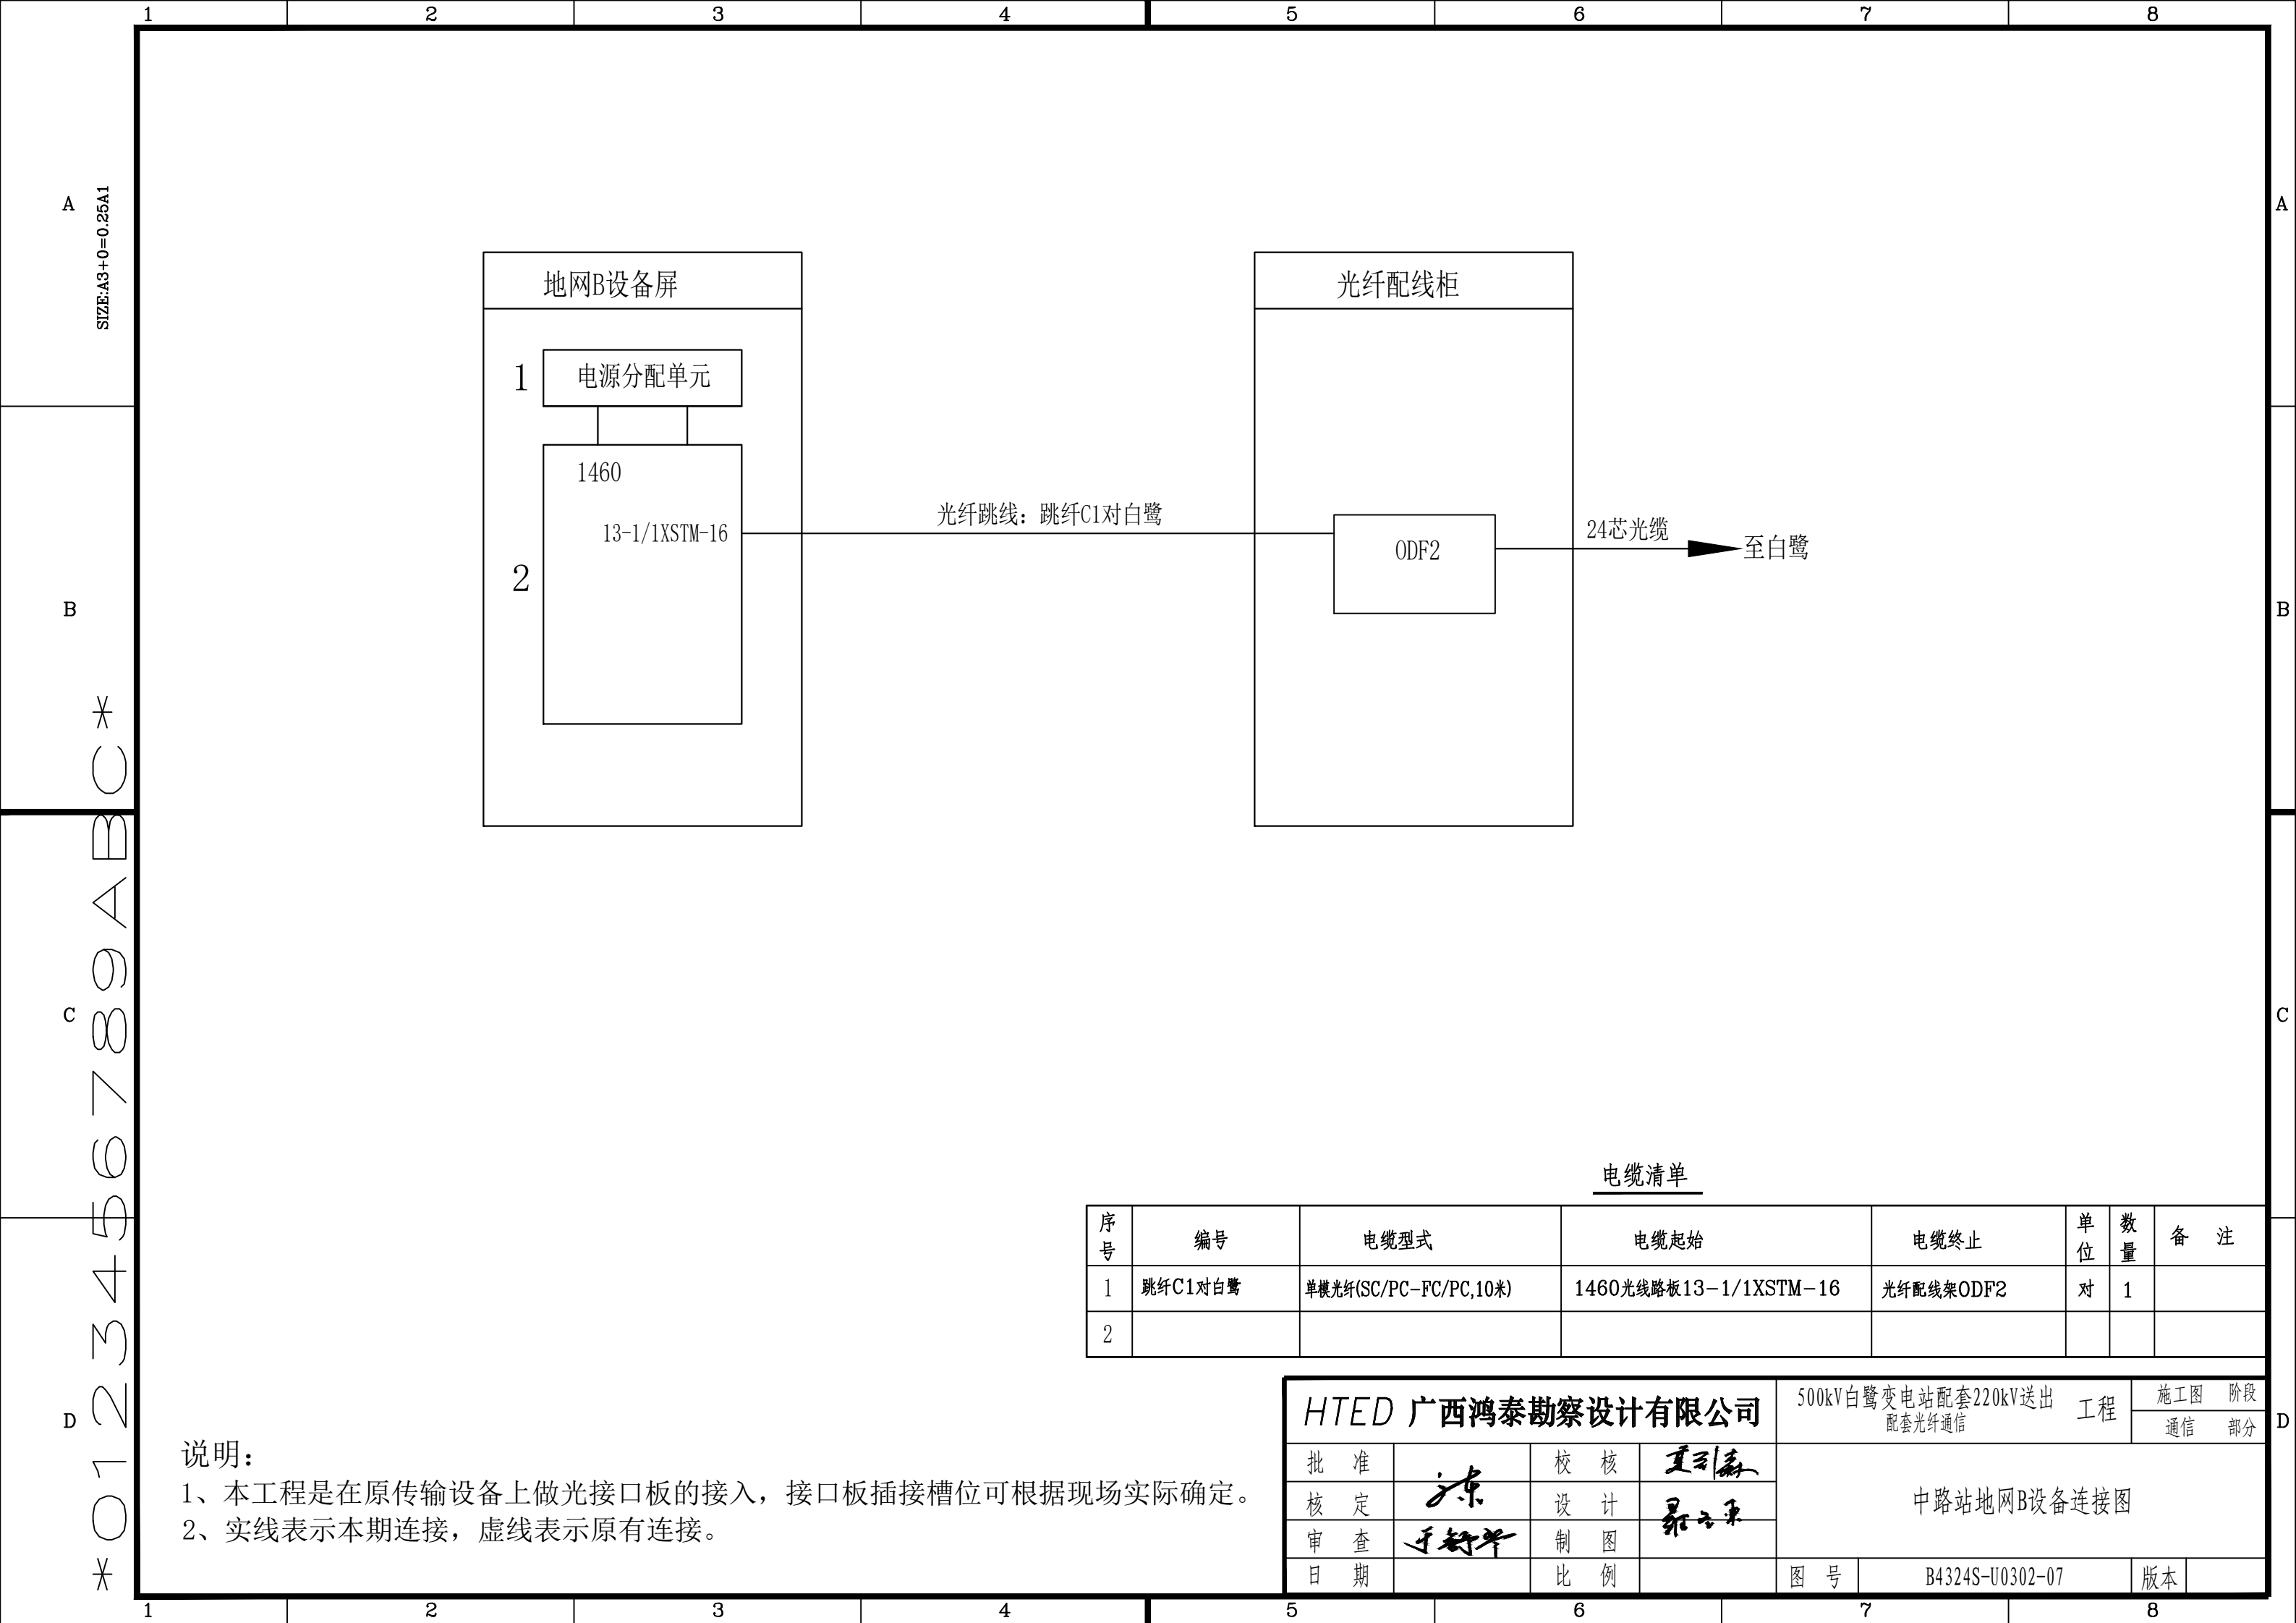 1 2 3 4 5 6 7 8
A
SIZE:A3+0=0.25A1
A
地网B设备屏
光纤配线柜
1
电源分配单元
1460
13-1/1XSTM-16
2
光纤跳线：跳纤C1对白鹭
ODF2
24芯光缆
至白鹭
B
B
*0123456789ABC*
C
C
电缆清单
序号 编号 电缆型式 电缆起始 电缆终止 单位 数量 备 注
1 跳纤C1对白鹭 单模光纤(SC/PC-FC/PC,10米) 1460光线路板13-1/1XSTM-16 光纤配线架ODF2 对 1
2
D
D
说明：
1、本工程是在原传输设备上做光接口板的接入，接口板插接槽位可根据现场实际确定。
2、实线表示本期连接，虚线表示原有连接。
HTED 广西鸿泰勘察设计有限公司
500kV白鹭变电站配套220kV送出
配套光纤通信
工程
施工图 阶段
通信 部分
批 准
校 核
核 定
设 计
审 查
制 图
日 期
比 例
中路站地网B设备连接图
图 号
B4324S-U0302-07
版本
1 2 3 4 5 6 7 8